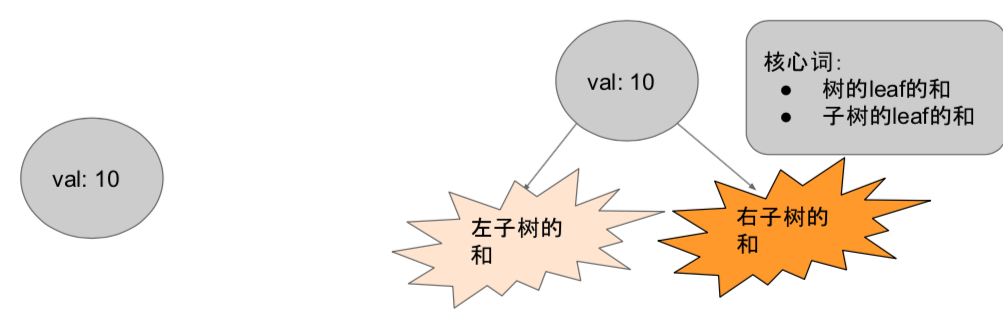 val: 10
val: 10
核心词:
● 树的leaf的和
● 子树的leaf的和
左子树的
和
右子树的
和